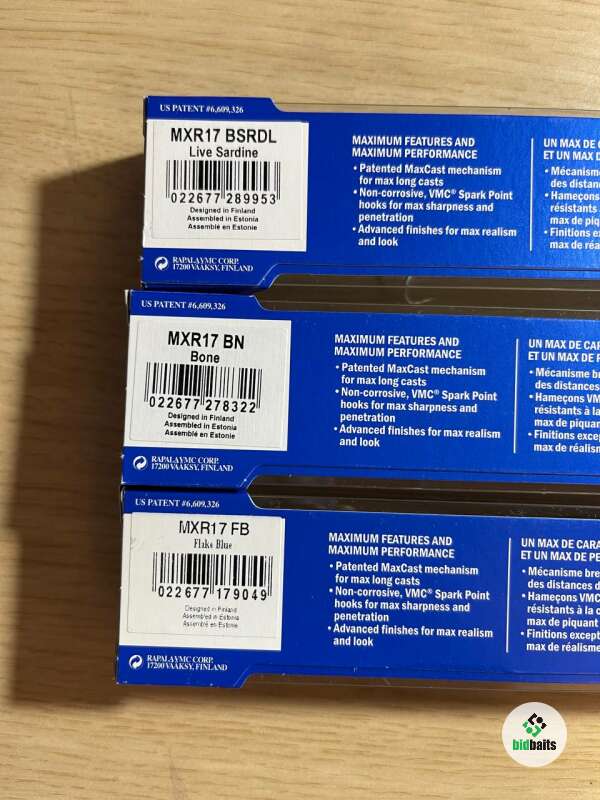 US PATENT #6,609,326
MXR17 BSRDL
Live Sardine
022677 289953
Designed in Finland
Assembled in Estonia
Assemblé en Estonie
RAPALA VMC CORP.
17200 VAAKSY, FINLAND
MAXIMUM FEATURES AND
MAXIMUM PERFORMANCE
• Patented MaxCast mechanism
for max long casts
• Non-corrosive, VMC® Spark Point
hooks for max sharpness and
penetration
• Advanced finishes for max realism
and look
UN MAX DE
ET UN MAX
• Mécanisme
des distan
• Hameçons
résistants
max de piq
• Finitions e
max de réa
US PATENT #6,609,326
MXR17 BN
Bone
022677 278322
Designed in Finland
Assembled in Estonia
Assemblé en Estonie
RAPALA VMC CORP.
17200 VAAKSY, FINLAND
MAXIMUM FEATURES AND
MAXIMUM PERFORMANCE
• Patented MaxCast mechanism
for max long casts
• Non-corrosive, VMC® Spark Point
hooks for max sharpness and
penetration
• Advanced finishes for max realism
and look
UN MAX DE CAR
ET UN MAX DE P
• Mécanisme br
des distances
• Hameçons VM
résistants à la
max de piquan
• Finitions exce
max de réalism
US PATENT #6,609,326
MXR17 FB
Flake Blue
022677 179049
Designed in Finland
Assembled in Estonia
Assemblé en Estonie
RAPALA VMC CORP.
17200 VAAKSY, FINLAND
MAXIMUM FEATURES AND
MAXIMUM PERFORMANCE
• Patented MaxCast mechanism
for max long casts
• Non-corrosive, VMC® Spark Point
hooks for max sharpness and
penetration
• Advanced finishes for max realism
and look
UN MAX DE CARA
ET UN MAX DE PE
• Mécanisme bre
des distances d
• Hameçons VMC
résistants à la c
max de piquant
• Finitions except
max de réalisme
bidbaits